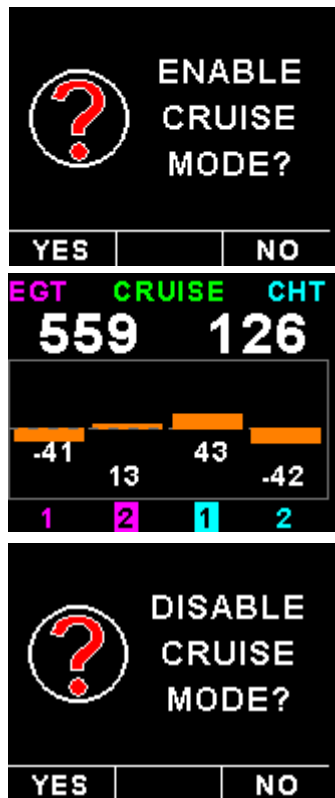 ?
ENABLE
CRUISE
MODE?
YES NO
EGT CRUISE CHT
559 126
-41 43
13 -42
1 2 1 2
?
DISABLE
CRUISE
MODE?
YES NO